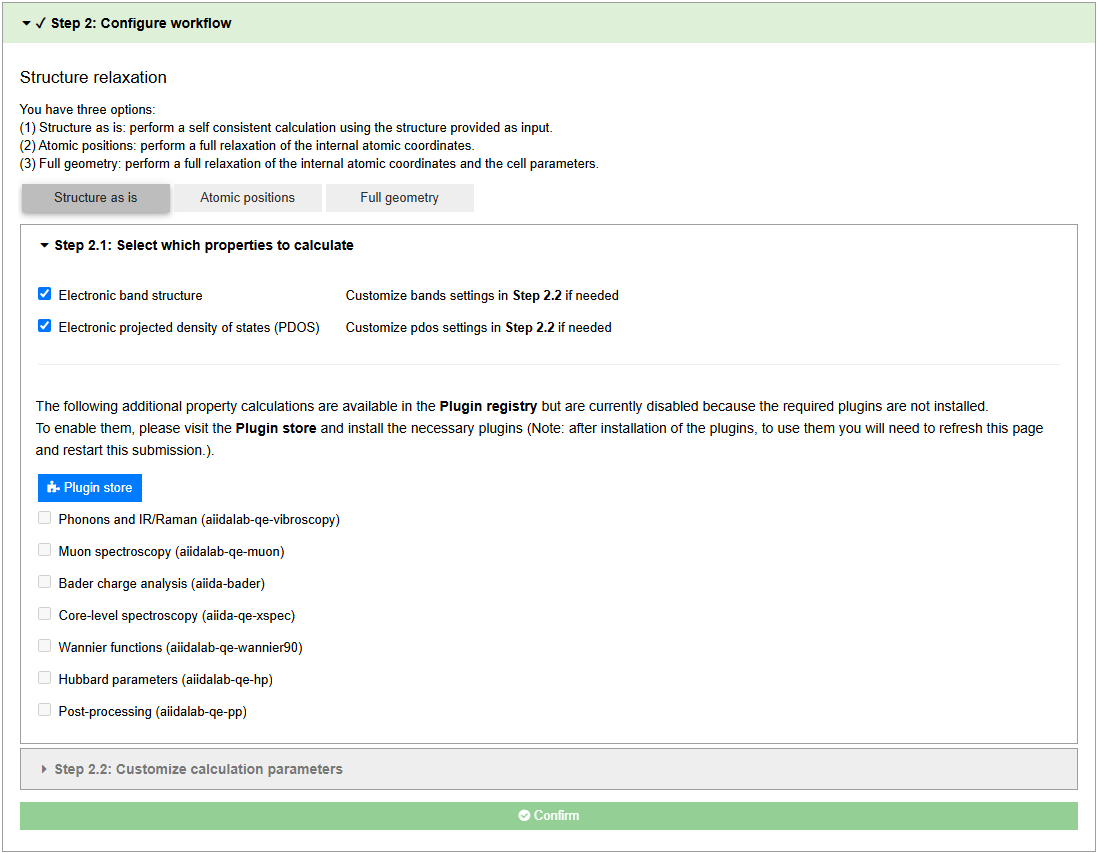 Step 2: Configure workflow
Structure relaxation
You have three options:
(1) Structure as is: perform a self consistent calculation using the structure provided as input.
(2) Atomic positions: perform a full relaxation of the internal atomic coordinates.
(3) Full geometry: perform a full relaxation of the internal atomic coordinates and the cell parameters.
Structure as is Atomic positions Full geometry
Step 2.1: Select which properties to calculate
Electronic band structure Customize bands settings in Step 2.2 if needed
Electronic projected density of states (PDOS) Customize pdos settings in Step 2.2 if needed
The following additional property calculations are available in the Plugin registry but are currently disabled because the required plugins are not installed.
To enable them, please visit the Plugin store and install the necessary plugins (Note: after installation of the plugins, to use them you will need to refresh this page
and restart this submission.).
Plugin store
Phonons and IR/Raman (aiidalab-qe-vibroscopy)
Muon spectroscopy (aiidalab-qe-muon)
Bader charge analysis (aiida-bader)
Core-level spectroscopy (aiida-qe-xspec)
Wannier functions (aiidalab-qe-wannier90)
Hubbard parameters (aiidalab-qe-hp)
Post-processing (aiidalab-qe-pp)
Step 2.2: Customize calculation parameters
Confirm